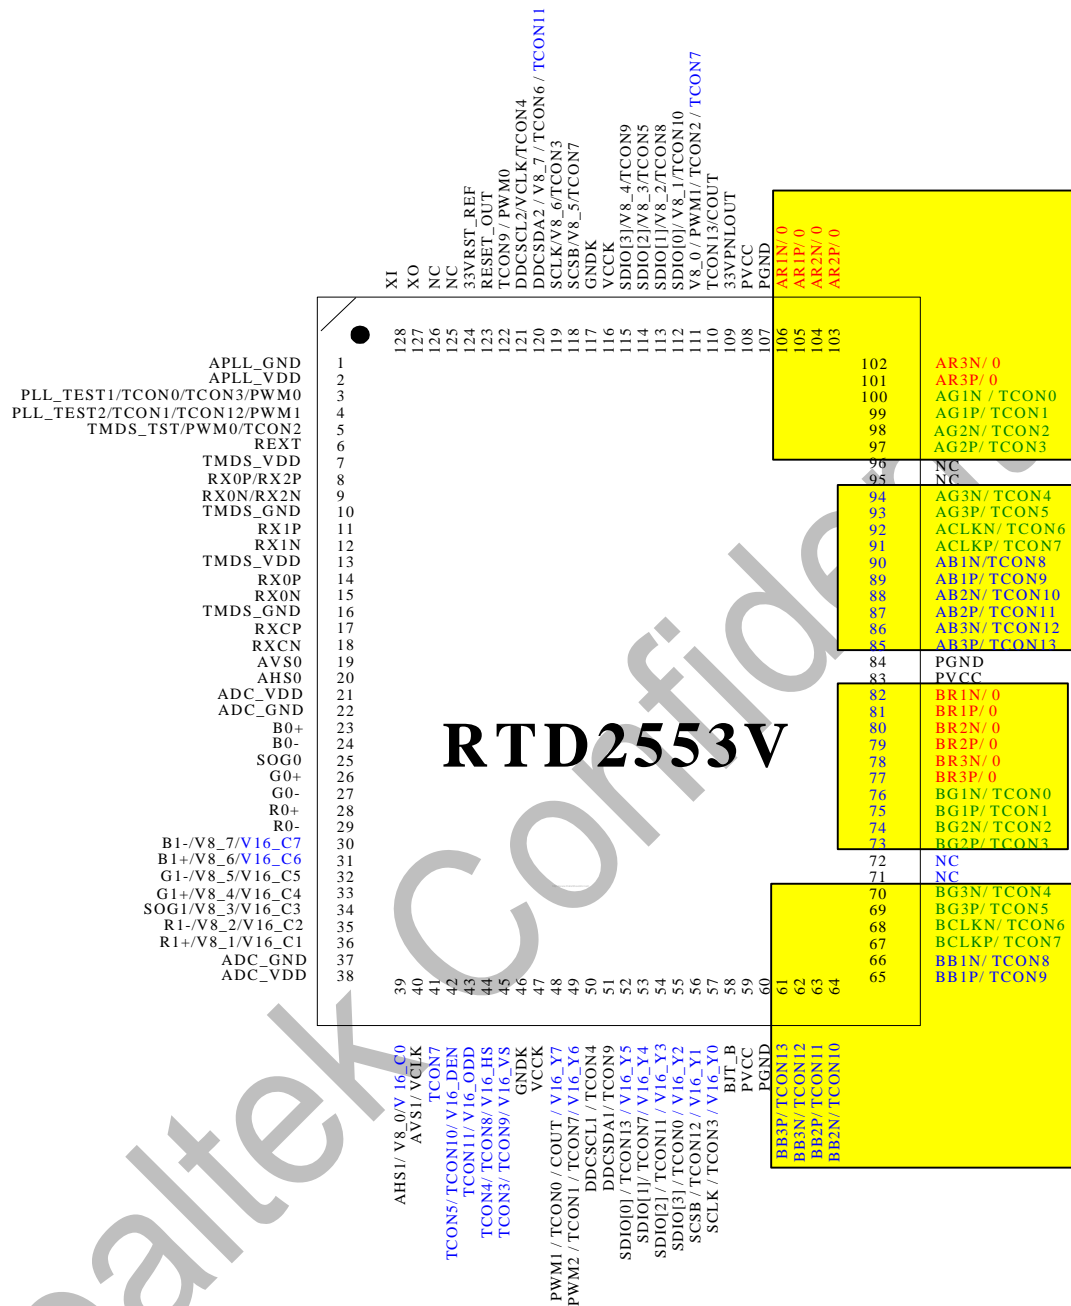 XI
XO
NC
NC
33VRST_REF
RESET_OUT
TCON9 / PWM0
DDCSCL2/VCLK/TCON4
DDCSDA2 / V8_7 / TCON6 / TCON11
SCLK/V8_6/TCON3
SCSB/V8_5/TCON7
GNDK
VCCK
SDIO[3]/V8_4/TCON9
SDIO[2]/V8_3/TCON5
SDIO[1]/V8_2/TCON8
SDIO[0]/ V8_1/TCON10
V8_0 / PWM1/ TCON2 / TCON7
TCON13/COUT
33VPNLOUT
PVCC
PGND
AR1N/ 0
AR1P/ 0
AR2N/ 0
AR2P/ 0
128
127
126
125
124
123
122
121
120
119
118
117
116
115
114
113
112
111
110
109
108
107
106
105
104
103
APLL_GND 1
APLL_VDD 2
PLL_TEST1/TCON0/TCON3/PWM0 3
PLL_TEST2/TCON1/TCON12/PWM1 4
TMDS_TST/PWM0/TCON2 5
REXT 6
TMDS_VDD 7
RX0P/RX2P 8
RX0N/RX2N 9
TMDS_GND 10
RX1P 11
RX1N 12
TMDS_VDD 13
RX0P 14
RX0N 15
TMDS_GND 16
RXCP 17
RXCN 18
AVS0 19
AHS0 20
ADC_VDD 21
ADC_GND 22
B0+ 23
B0- 24
SOG0 25
G0+ 26
G0- 27
R0+ 28
R0- 29
B1-/V8_7/V16_C7 30
B1+/V8_6/V16_C6 31
G1-/V8_5/V16_C5 32
G1+/V8_4/V16_C4 33
SOG1/V8_3/V16_C3 34
R1-/V8_2/V16_C2 35
R1+/V8_1/V16_C1 36
ADC_GND 37
ADC_VDD 38
RTD2553V
102 AR3N/ 0
101 AR3P/ 0
100 AG1N / TCON0
99 AG1P/ TCON1
98 AG2N/ TCON2
97 AG2P/ TCON3
96 NC
95 NC
94 AG3N/ TCON4
93 AG3P/ TCON5
92 ACLKN/ TCON6
91 ACLKP/ TCON7
90 AB1N/TCON8
89 AB1P/ TCON9
88 AB2N/ TCON10
87 AB2P/ TCON11
86 AB3N/ TCON12
85 AB3P/ TCON13
84 PGND
83 PVCC
82 BR1N/ 0
81 BR1P/ 0
80 BR2N/ 0
79 BR2P/ 0
78 BR3N/ 0
77 BR3P/ 0
76 BG1N/ TCON0
75 BG1P/ TCON1
74 BG2N/ TCON2
73 BG2P/ TCON3
72 NC
71 NC
70 BG3N/ TCON4
69 BG3P/ TCON5
68 BCLKN/ TCON6
67 BCLKP/ TCON7
66 BB1N/ TCON8
65 BB1P/ TCON9
39
40
41
42
43
44
45
46
47
48
49
50
51
52
53
54
55
56
57
58
59
60
61
62
63
64
AHS1/ V8_0/V16_C0
AVS1/ VCLK
TCON7
TCON5/ TCON10/ V16_DEN
TCON11/ V16_ODD
TCON4/ TCON8/ V16_HS
TCON3/ TCON9/ V16_VS
GNDK
VCCK
PWM1 / TCON0 / COUT / V16_Y7
PWM2 / TCON1 / TCON7/ V16_Y6
DDCSCL1 / TCON4
DDCSDA1/ TCON9
SDIO[0] / TCON13 / V16_Y5
SDIO[1]/ TCON7/ V16_Y4
SDIO[2] / TCON11 / V16_Y3
SDIO[3] / TCON0 / V16_Y2
SCSB / TCON12 / V16_Y1
SCLK / TCON3 / V16_Y0
BJT_B
PVCC
PGND
BB3P/ TCON13
BB3N/ TCON12
BB2P/ TCON11
BB2N/ TCON10
Realtek Confidential